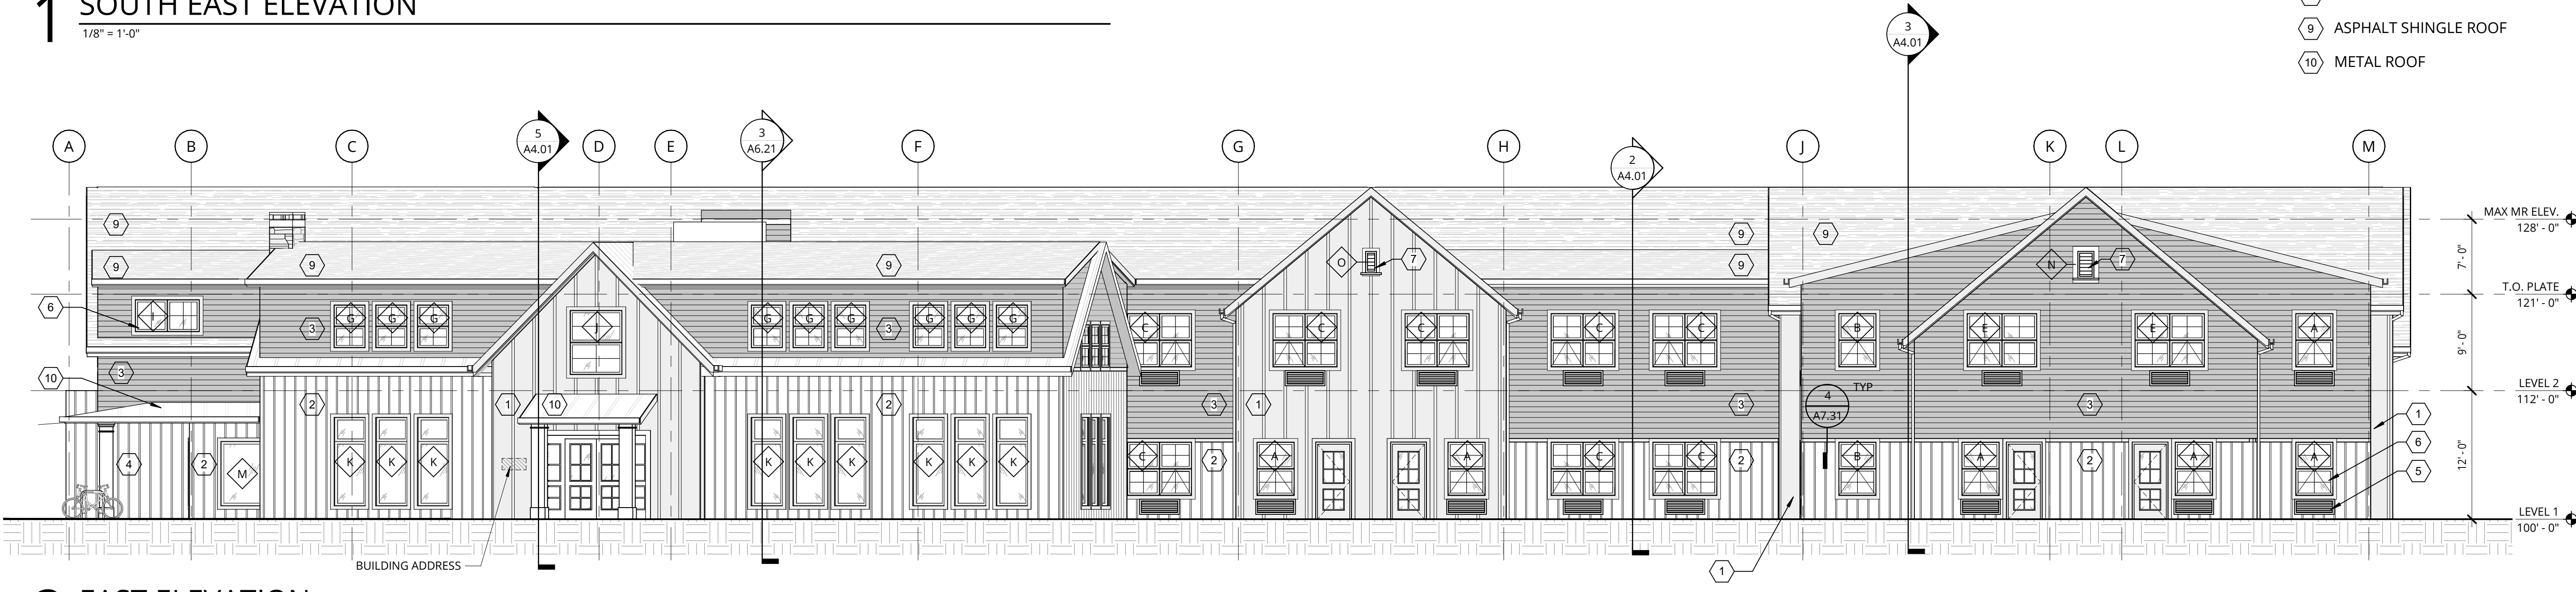 1 SOUTH EAST ELEVATION
1/8" = 1'-0"
9 ASPHALT SHINGLE ROOF
10 METAL ROOF
3
A4.01
5
A4.01
3
A6.21
2
A4.01
A B C D E F G H J K L M
MAX MR ELEV.
128' - 0"
7' - 0"
T.O. PLATE
121' - 0"
9' - 0"
LEVEL 2
112' - 0"
12' - 0"
LEVEL 1
100' - 0"
9 9 9
9 9 9 9
O 7 N 7
6 I G G G 3 J G G G 3 G G G C C C C C B E E A
10 3
4
A7.31
TYP
2 1 10 2 3 1 3 3 1
4 2 M K K K K K K K K K C 2 A A C C 2 B A 2 A A 6
5
BUILDING ADDRESS
1
EAST ELEVATION